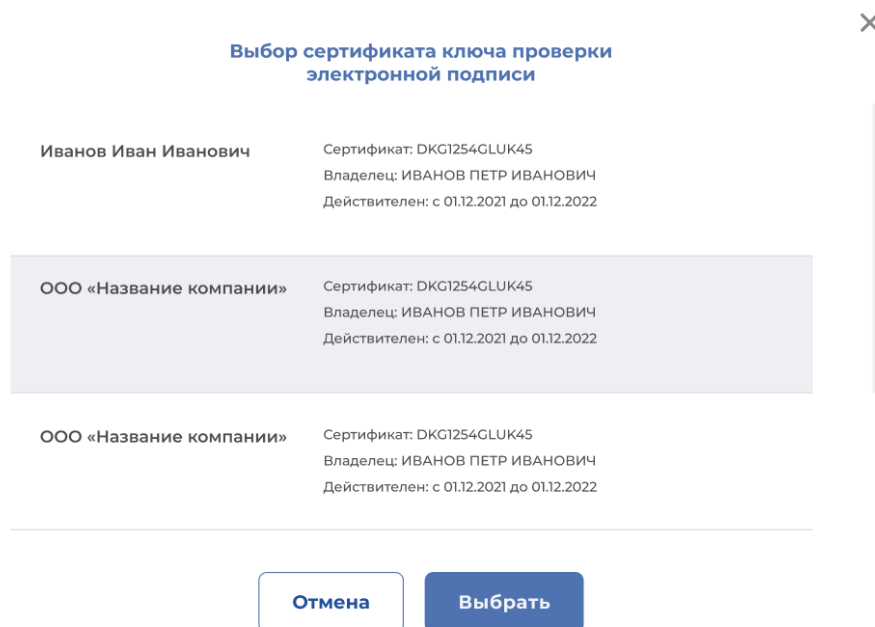 Выбор сертификата ключа проверки
электронной подписи
Иванов Иван Иванович
Сертификат: DKG1254GLUK45
Владелец: ИВАНОВ ПЕТР ИВАНОВИЧ
Действителен: с 01.12.2021 до 01.12.2022
ООО «Название компании»
Сертификат: DKG1254GLUK45
Владелец: ИВАНОВ ПЕТР ИВАНОВИЧ
Действителен: с 01.12.2021 до 01.12.2022
ООО «Название компании»
Сертификат: DKG1254GLUK45
Владелец: ИВАНОВ ПЕТР ИВАНОВИЧ
Действителен: с 01.12.2021 до 01.12.2022
Отмена
Выбрать